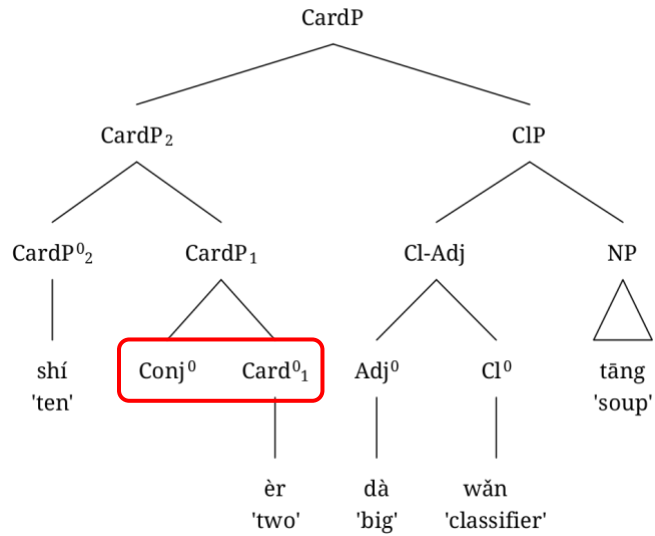 CardP
CardP₂ ClP
CardP⁰₂ CardP₁ Cl-Adj NP
shí Conj⁰ Card⁰₁ Adj⁰ Cl⁰ tāng
'ten' 'soup'
èr dà wǎn
'two' 'big' 'classifier'